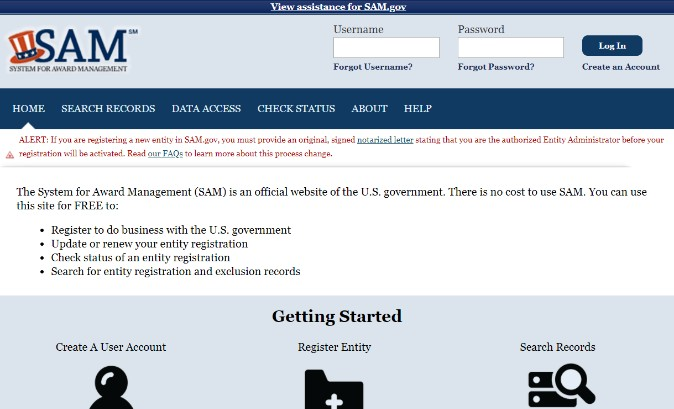 View assistance for SAM.gov
SAM SM
SYSTEM FOR AWARD MANAGEMENT
Username
Password
Log In
Forgot Username?
Forgot Password?
Create an Account
HOME SEARCH RECORDS DATA ACCESS CHECK STATUS ABOUT HELP
ALERT: If you are registering a new entity in SAM.gov, you must provide an original, signed notarized letter stating that you are the authorized Entity Administrator before your
registration will be activated. Read our FAQs to learn more about this process change.
The System for Award Management (SAM) is an official website of the U.S. government. There is no cost to use SAM. You can use
this site for FREE to:
• Register to do business with the U.S. government
• Update or renew your entity registration
• Check status of an entity registration
• Search for entity registration and exclusion records
Getting Started
Create A User Account
Register Entity
Search Records